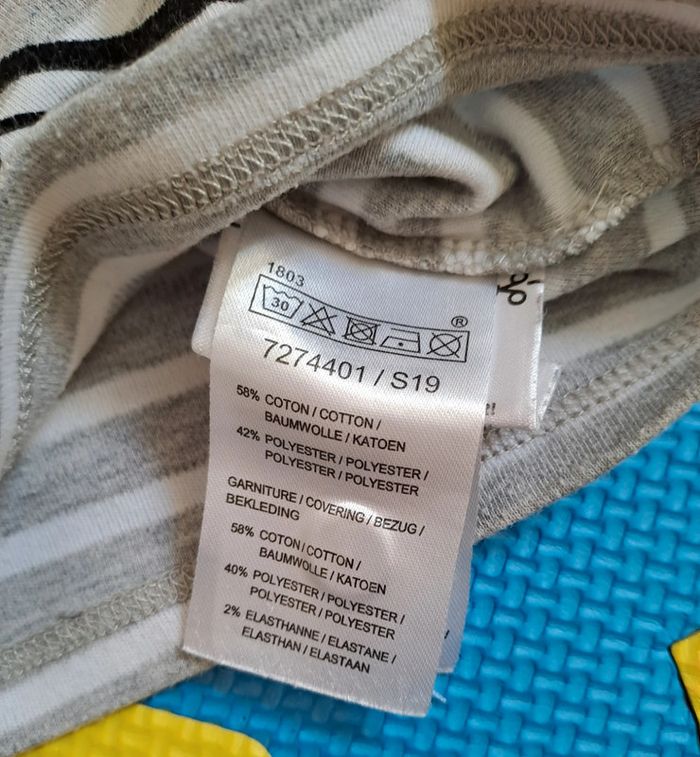 1803
30
®
7274401 / S19
58% COTON / COTTON /
BAUMWOLLE / KATOEN
42% POLYESTER / POLYESTER /
POLYESTER / POLYESTER
GARNITURE / COVERING / BEZUG /
BEKLEDING
58% COTON / COTTON /
BAUMWOLLE / KATOEN
40% POLYESTER / POLYESTER /
POLYESTER / POLYESTER
2% ELASTHANNE / ELASTANE /
ELASTHAN / ELASTAAN